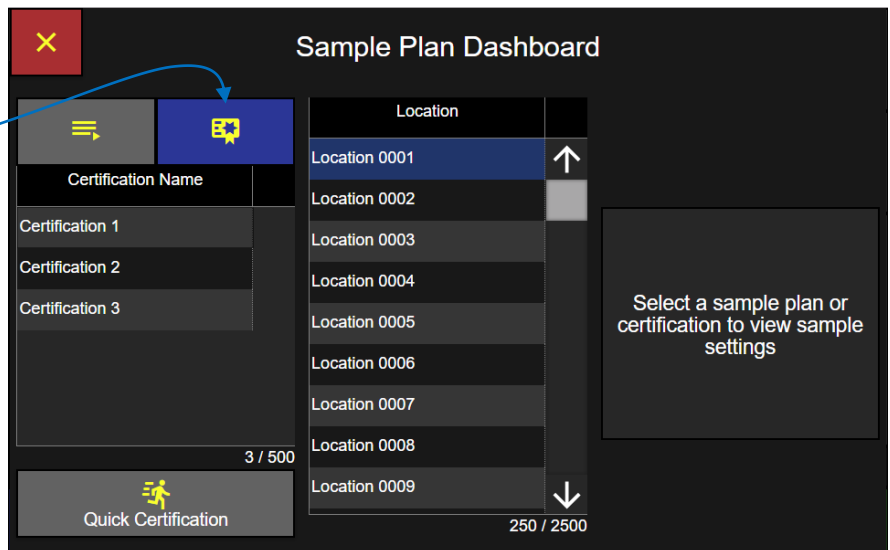 Sample Plan Dashboard
Certification Name
Certification 1
Certification 2
Certification 3
3 / 500
Quick Certification
Location
Location 0001
Location 0002
Location 0003
Location 0004
Location 0005
Location 0006
Location 0007
Location 0008
Location 0009
250 / 2500
Select a sample plan or
certification to view sample
settings